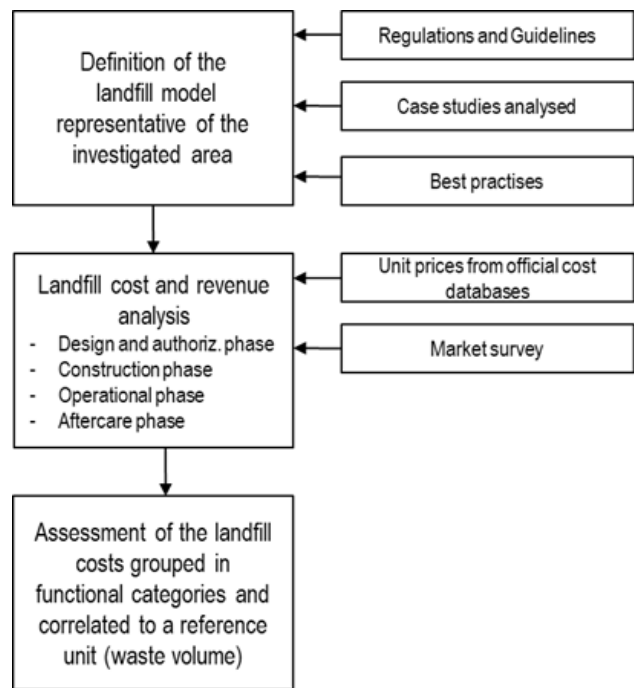 Definition of the
landfill model
representative of the
investigated area
Regulations and Guidelines
Case studies analysed
Best practises
Landfill cost and revenue
analysis
- Design and authoriz. phase
- Construction phase
- Operational phase
- Aftercare phase
Unit prices from official cost
databases
Market survey
Assessment of the landfill
costs grouped in
functional categories and
correlated to a reference
unit (waste volume)